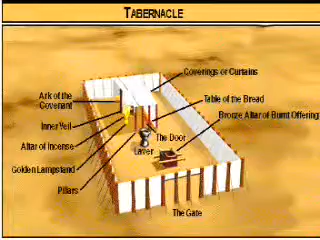 TABERNACLE
Coverings or Curtains
Ark of the
Covenant
Table of the Bread
Inner Veil
Bronze Altar of Burnt Offering
The Door
Altar of Incense
Laver
Golden Lampstand
Pillars
The Gate